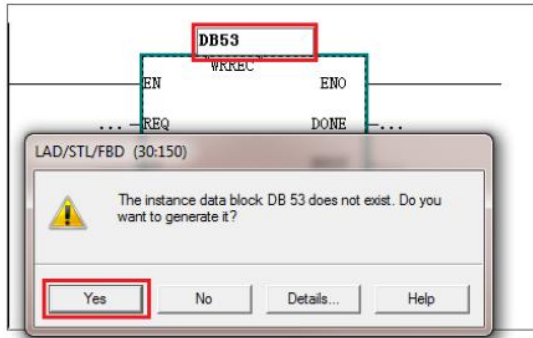 DB53
WRREC
EN
ENO
... REQ
DONE ...
LAD/STL/FBD (30:150)
The instance data block DB 53 does not exist. Do you
want to generate it?
Yes
No
Details...
Help